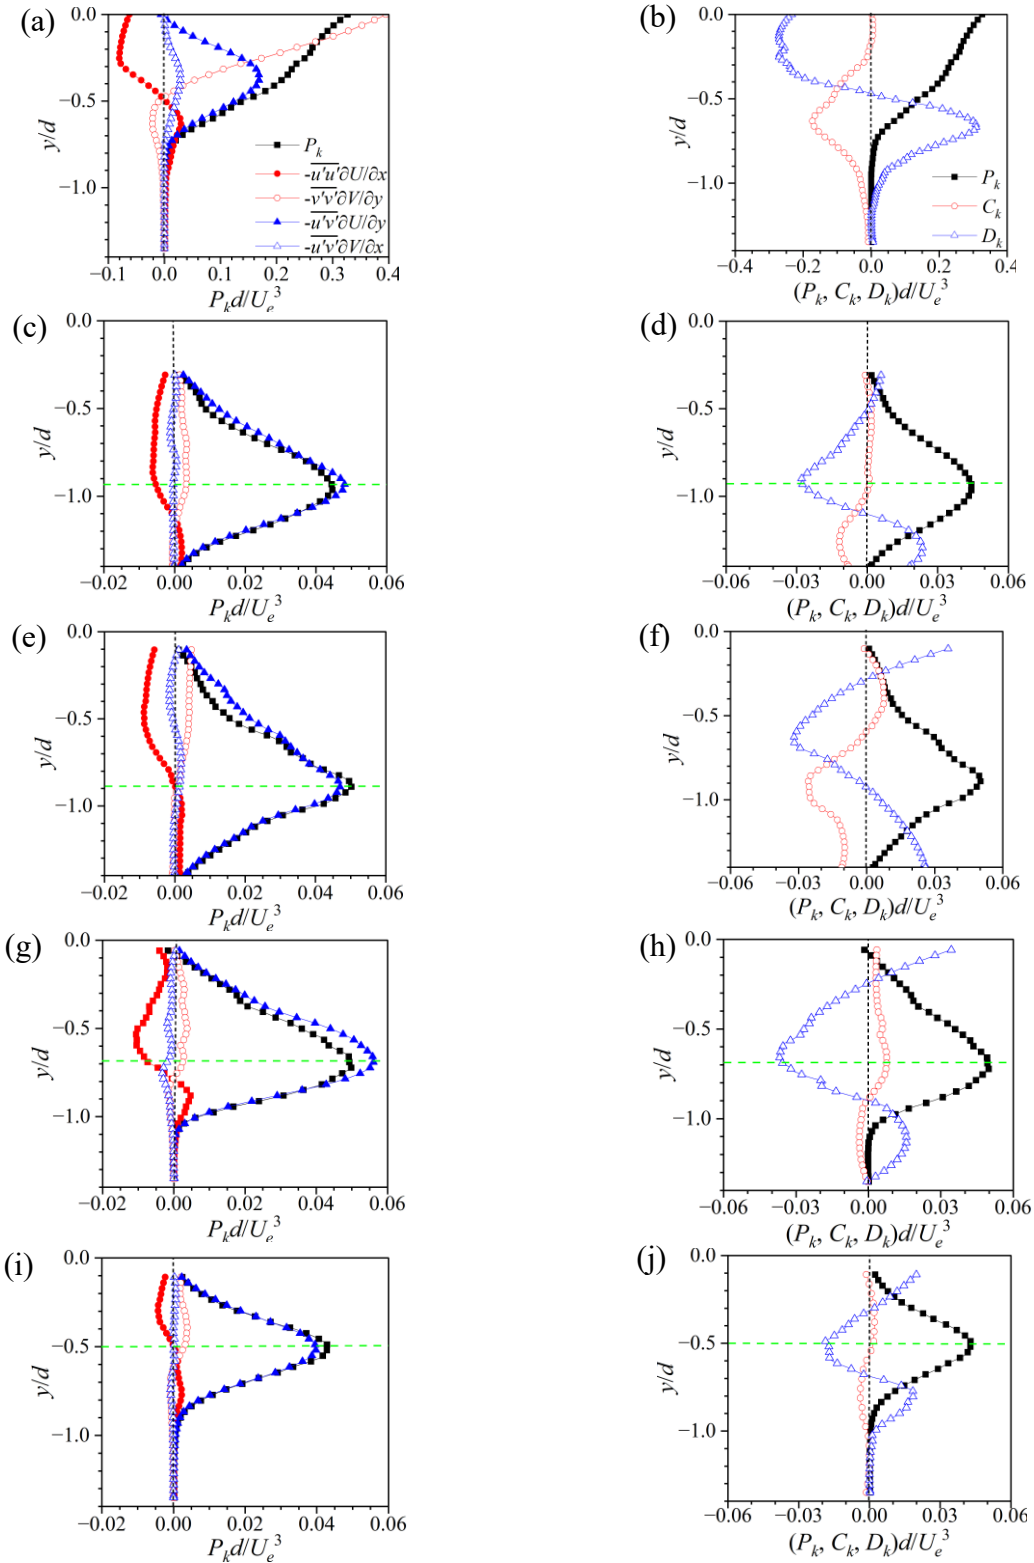 (a)
0.0
−0.5
−1.0
y/d
P_k
-u'u'∂U/∂x
-v'v'∂V/∂y
-u'v'∂U/∂y
-u'v'∂V/∂x
−0.1 0.0 0.1 0.2 0.3 0.4
P_k d/U_e^3
(b)
0.0
−0.5
−1.0
y/d
P_k
C_k
D_k
−0.4 −0.2 0.0 0.2 0.4
(P_k, C_k, D_k)d/U_e^3
(c)
0.0
−0.5
−1.0
y/d
−0.02 0.00 0.02 0.04 0.06
P_k d/U_e^3
(d)
0.0
−0.5
−1.0
y/d
−0.06 −0.03 0.00 0.03 0.06
(P_k, C_k, D_k)d/U_e^3
(e)
0.0
−0.5
−1.0
y/d
−0.02 0.00 0.02 0.04 0.06
P_k d/U_e^3
(f)
0.0
−0.5
−1.0
y/d
−0.06 −0.03 0.00 0.03 0.06
(P_k, C_k, D_k)d/U_e^3
(g)
0.0
−0.5
−1.0
y/d
−0.02 0.00 0.02 0.04 0.06
P_k d/U_e^3
(h)
0.0
−0.5
−1.0
y/d
−0.06 −0.03 0.00 0.03 0.06
(P_k, C_k, D_k)d/U_e^3
(i)
0.0
−0.5
−1.0
y/d
−0.02 0.00 0.02 0.04 0.06
P_k d/U_e^3
(j)
0.0
−0.5
−1.0
y/d
−0.06 −0.03 0.00 0.03 0.06
(P_k, C_k, D_k)d/U_e^3